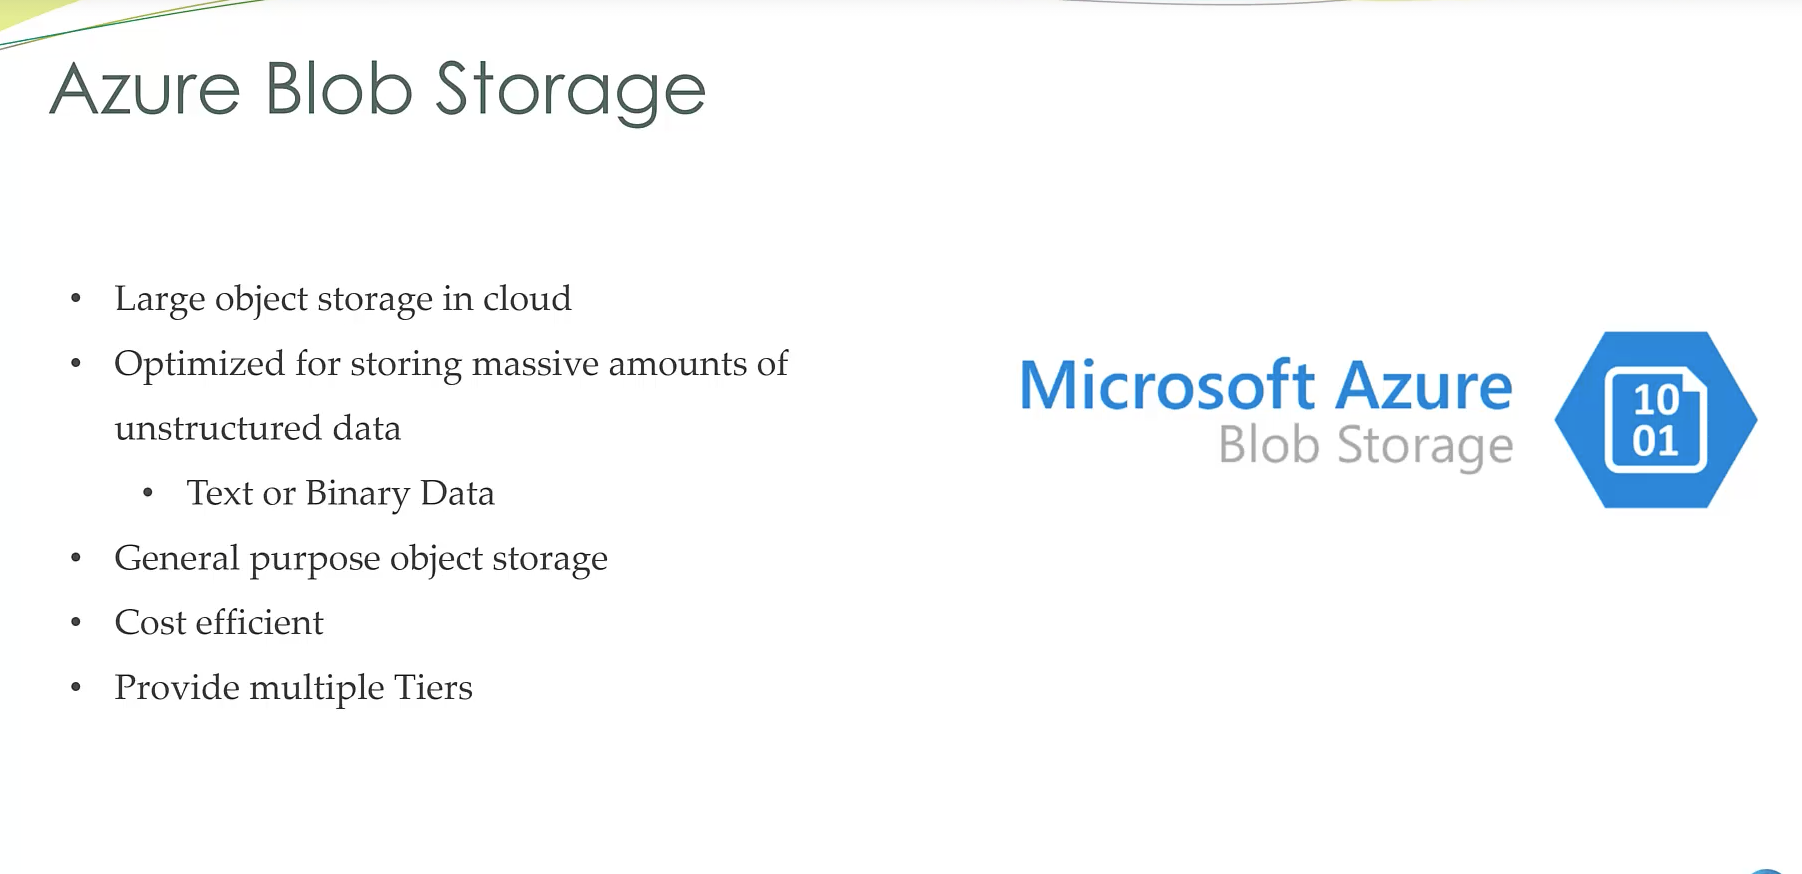 Azure Blob Storage
• Large object storage in cloud
• Optimized for storing massive amounts of
unstructured data
• Text or Binary Data
• General purpose object storage
• Cost efficient
• Provide multiple Tiers
Microsoft Azure
Blob Storage
10
01